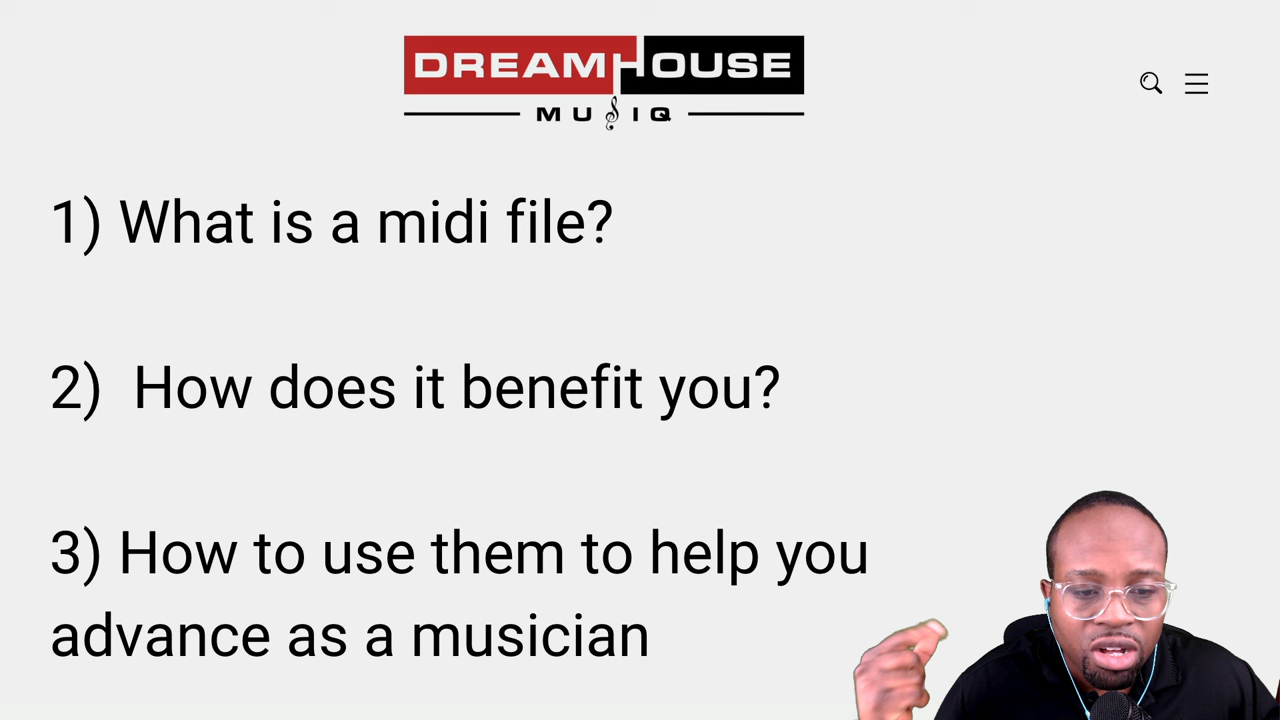 DREAMHOUSE
MUSIQ
1) What is a midi file?
2) How does it benefit you?
3) How to use them to help you
advance as a musician